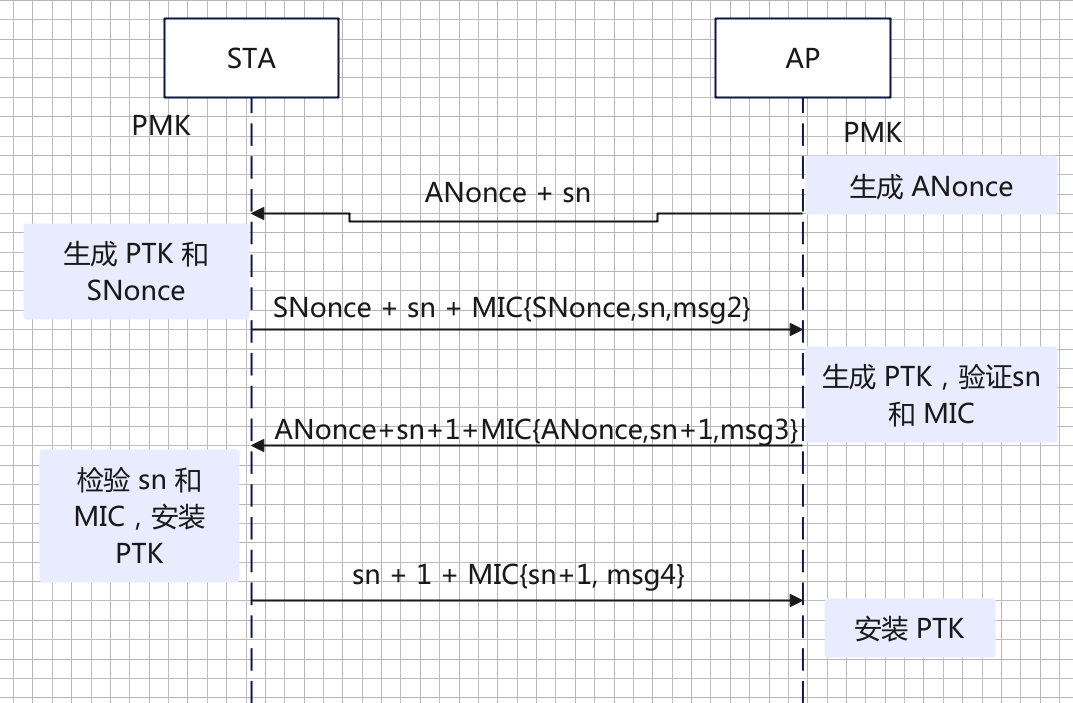 STA
AP
PMK
PMK
生成 ANonce
ANonce + sn
生成 PTK 和
SNonce
SNonce + sn + MIC{SNonce,sn,msg2}
生成 PTK，验证sn
和 MIC
ANonce+sn+1+MIC{ANonce,sn+1,msg3}
检验 sn 和
MIC，安装
PTK
sn + 1 + MIC{sn+1, msg4}
安装 PTK